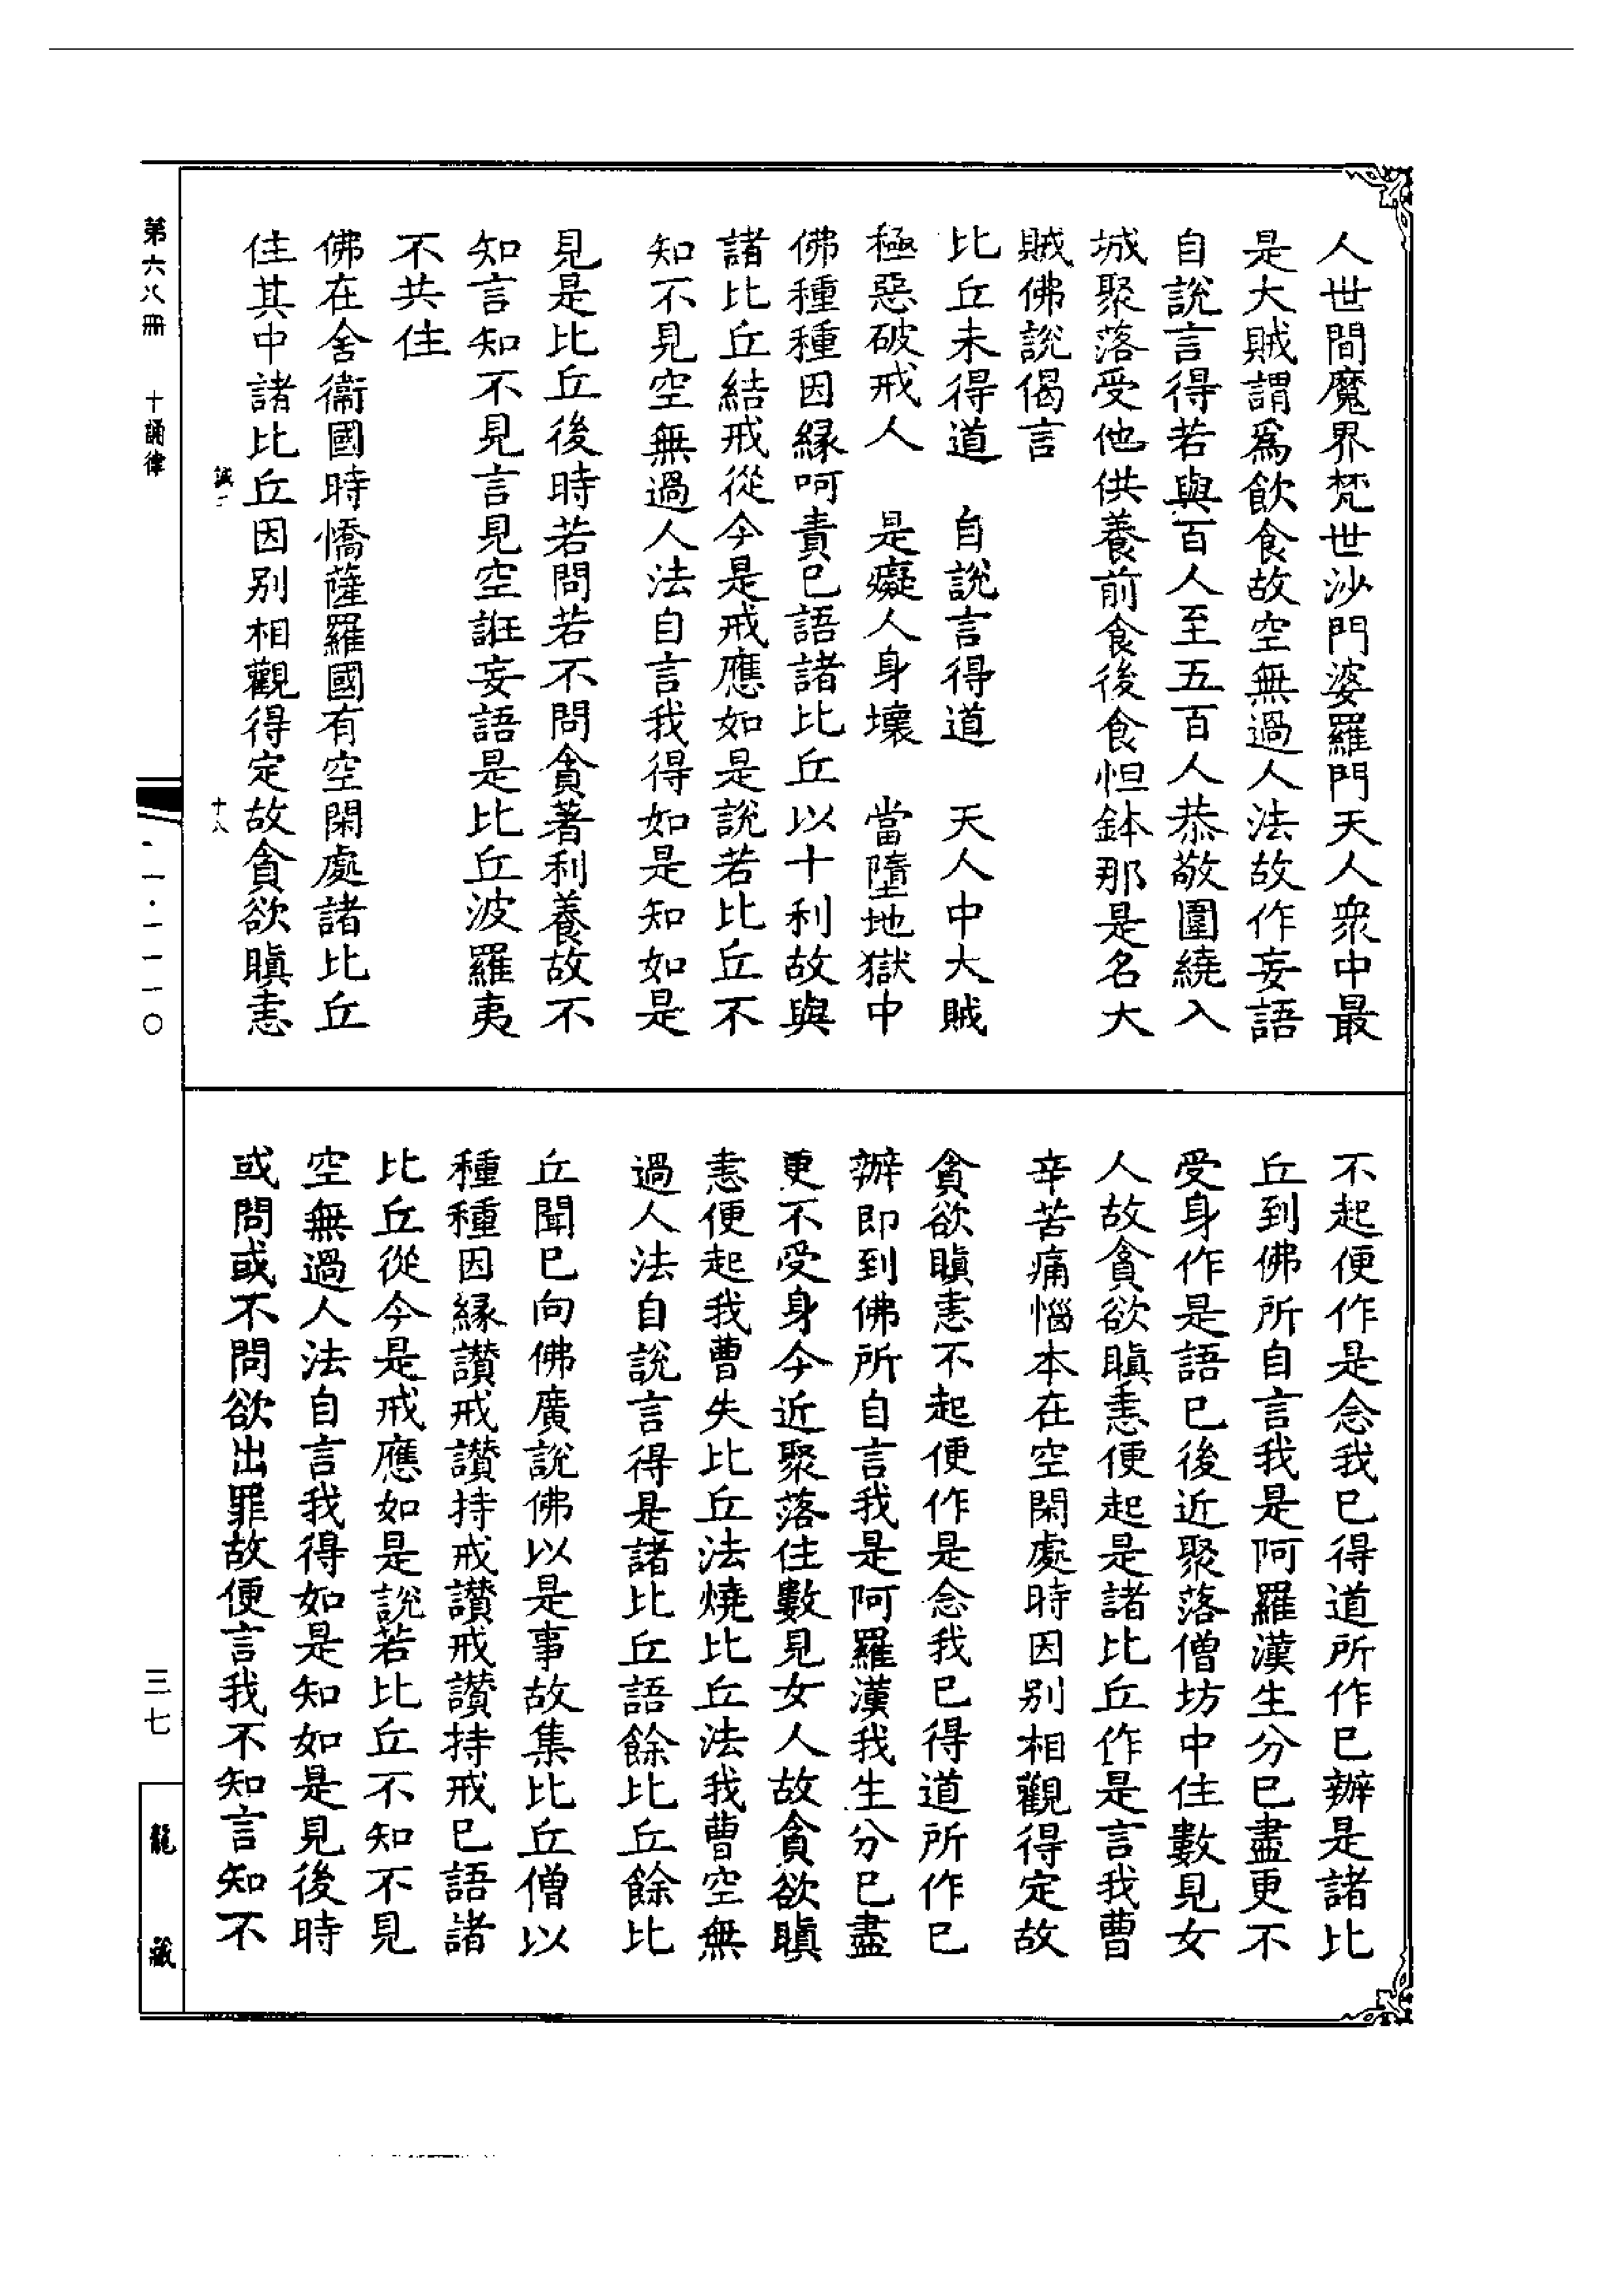 人世間魔界梵世沙門婆羅門天人衆中最
是大賊謂爲飲食故空無過人法故作妄語
自說言得若與百人至五百人恭敬圍繞入
城聚落受他供養前食後食怛鉢那是名大
賊佛說偈言
比丘未得道　自說言得道　天人中大賊
極惡破戒人　是癡人身壞　當墮地獄中
佛種種因緣呵責已語諸比丘以十利故與
諸比丘結戒從今是戒應如是說若比丘不
知不見空無過人法自言我得如是知如是
見是比丘後時若問若不問貪著利養故不
知言知不見言見空誑妄語是比丘波羅夷
不共住
佛在舍衞國時憍薩羅國有空閑處諸比丘
住其中諸比丘因别相觀得定故貪欲瞋恚
不起便作是念我已得道所作已辦是諸比
丘到佛所自言我是阿羅漢生分已盡更不
受身作是語已後近聚落僧坊中住數見女
人故貪欲瞋恚便起是諸比丘作是言我曹
辛苦痛惱本在空閑處時因别相觀得定故
貪欲瞋恚不起便作是念我已得道所作已
辦即到佛所自言我是阿羅漢我生分已盡
更不受身今近聚落住數見女人故貪欲瞋
恚便起我曹失比丘法燒比丘法我曹空無
過人法自說言得是諸比丘語餘比丘餘比
丘聞已向佛廣說佛以是事故集比丘僧以
種種因緣讃戒讃持戒讃戒讃持戒已語諸
比丘從今是戒應如是說若比丘不知不見
空無過人法自言我得如是知如是見後時
或問或不問欲出罪故便言我不知言知不
第六八冊　十誦律
十八
一·一一一〇
三七
龍藏